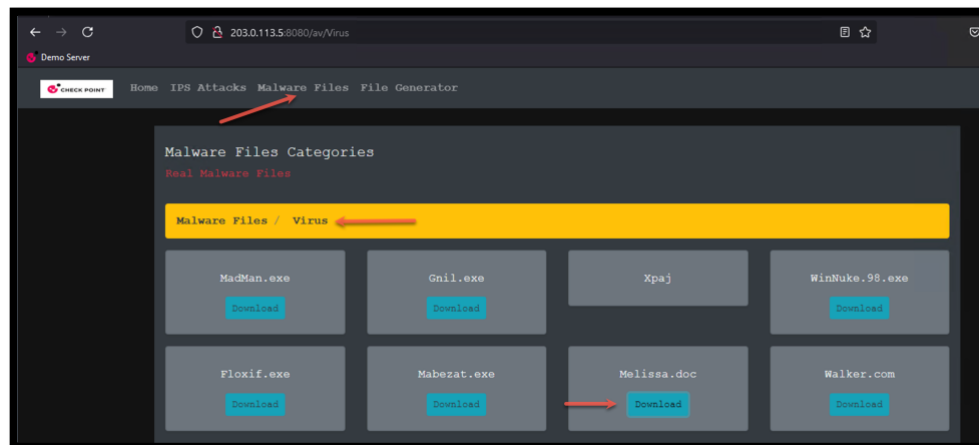 203.0.113.5:8080/av/Virus
Demo Server
CHECK POINT Home IPS Attacks Malware Files File Generator
Malware Files Categories
Real Malware Files
Malware Files / Virus
MadMan.exe Gnil.exe Xpaj WinNuke.98.exe
Download Download Download
Floxif.exe Mabezat.exe Melissa.doc Walker.com
Download Download Download Download